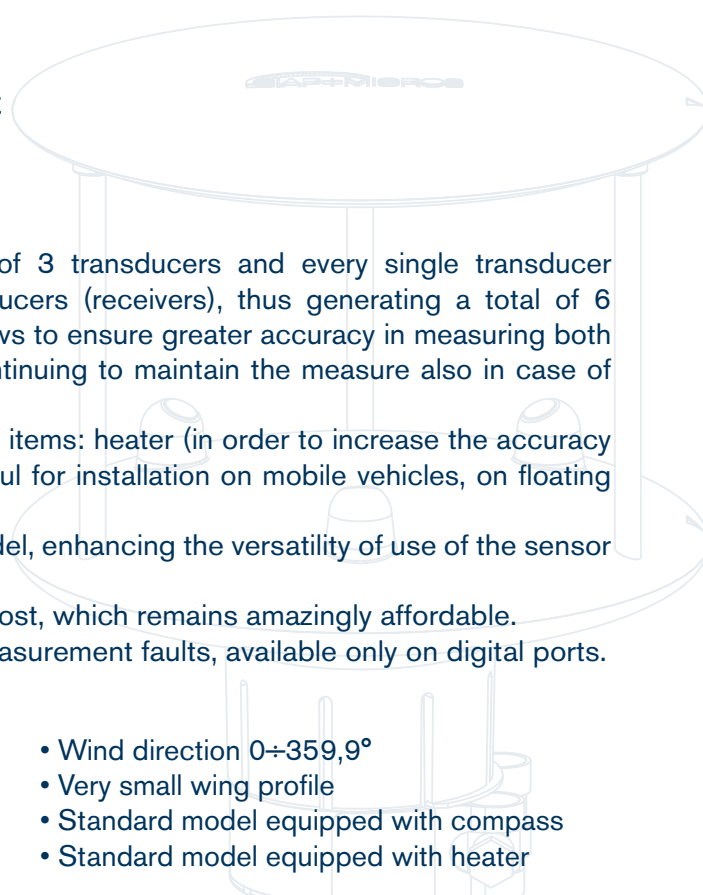 SIAP+MICROS
of 3 transducers and every single transducer
ucers (receivers), thus generating a total of 6
ws to ensure greater accuracy in measuring both
ntinuing to maintain the measure also in case of
items: heater (in order to increase the accuracy
ul for installation on mobile vehicles, on floating
del, enhancing the versatility of use of the sensor
ost, which remains amazingly affordable.
asurement faults, available only on digital ports.
• Wind direction 0÷359,9°
• Very small wing profile
• Standard model equipped with compass
• Standard model equipped with heater